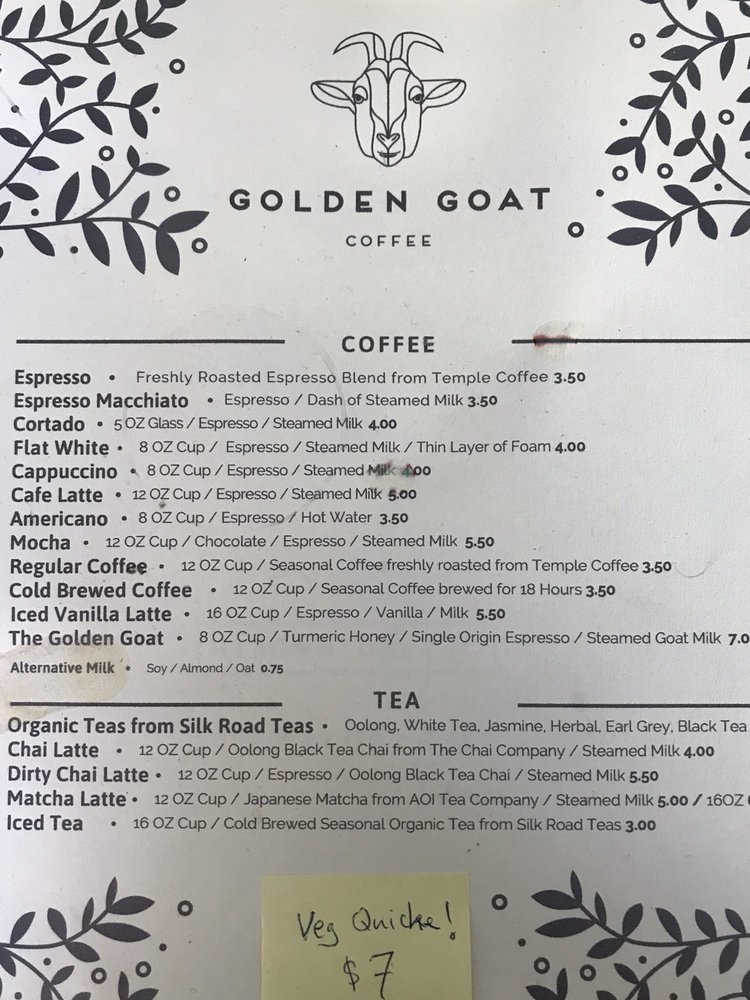 GOLDEN GOAT
COFFEE
COFFEE
Espresso • Freshly Roasted Espresso Blend from Temple Coffee 3.50
Espresso Macchiato • Espresso / Dash of Steamed Milk 3.50
Cortado • 5 OZ Glass / Espresso / Steamed Milk 4.00
Flat White • 8 OZ Cup / Espresso / Steamed Milk / Thin Layer of Foam 4.00
Cappuccino • 8 OZ Cup / Espresso / Steamed Milk 4.00
Cafe Latte • 12 OZ Cup / Espresso / Steamed Milk 5.00
Americano • 8 OZ Cup / Espresso / Hot Water 3.50
Mocha • 12 OZ Cup / Chocolate / Espresso / Steamed Milk 5.50
Regular Coffee • 12 OZ Cup / Seasonal Coffee freshly roasted from Temple Coffee 3.50
Cold Brewed Coffee • 12 OZ Cup / Seasonal Coffee brewed for 18 Hours 3.50
Iced Vanilla Latte • 16 OZ Cup / Espresso / Vanilla / Milk 5.50
The Golden Goat • 8 OZ Cup / Turmeric Honey / Single Origin Espresso / Steamed Goat Milk 7.0
Alternative Milk • Soy / Almond / Oat 0.75
TEA
Organic Teas from Silk Road Teas • Oolong, White Tea, Jasmine, Herbal, Earl Grey, Black Tea
Chai Latte • 12 OZ Cup / Oolong Black Tea Chai from The Chai Company / Steamed Milk 4.00
Dirty Chai Latte • 12 OZ Cup / Espresso / Oolong Black Tea Chai / Steamed Milk 5.50
Matcha Latte • 12 OZ Cup / Japanese Matcha from AOI Tea Company / Steamed Milk 5.00 / 16OZ
Iced Tea • 16 OZ Cup / Cold Brewed Seasonal Organic Tea from Silk Road Teas 3.00
Veg Quiche!
$7